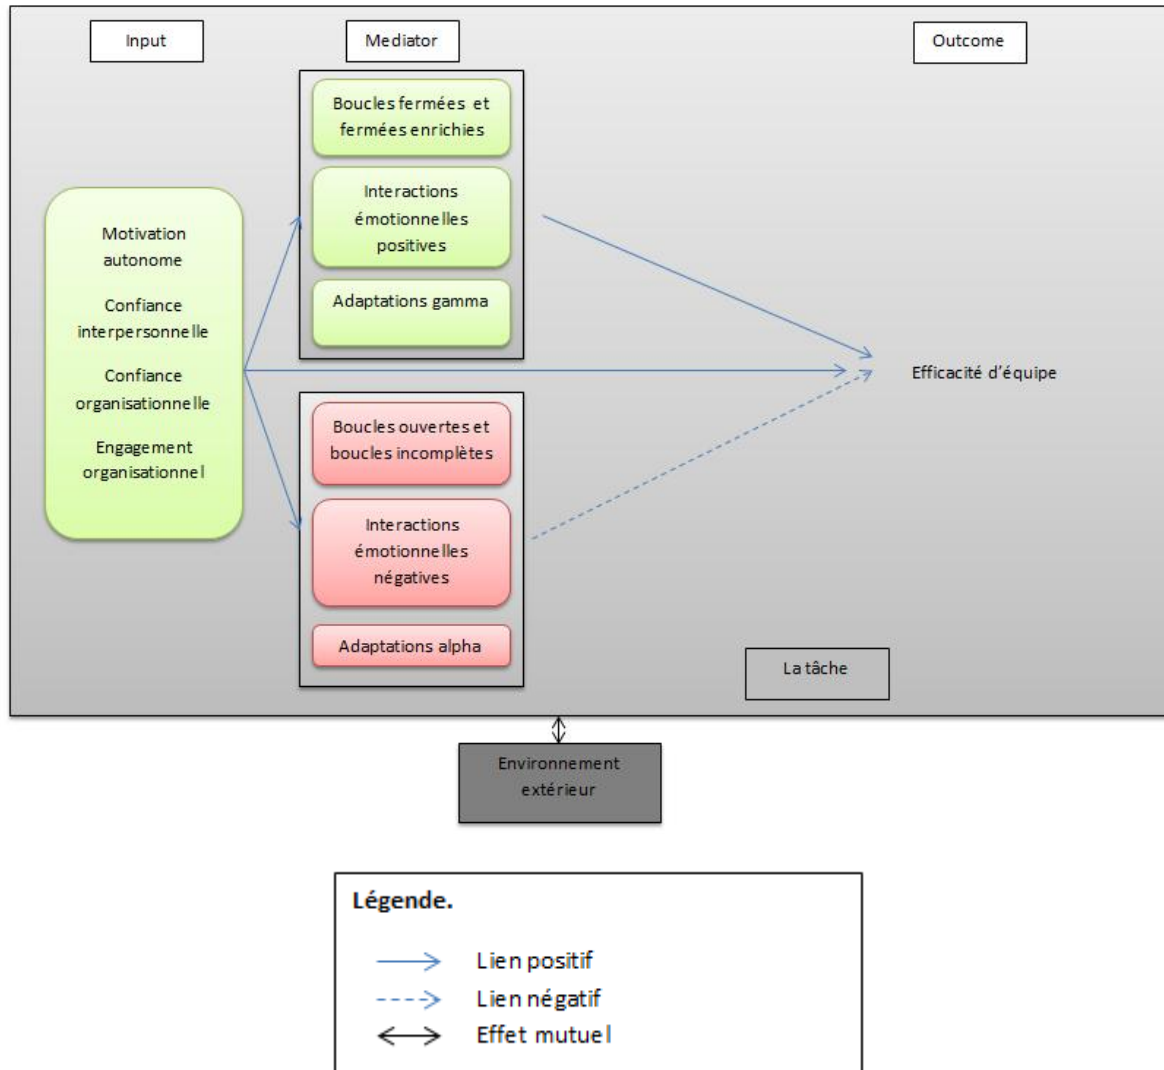 Input
Mediator
Outcome
Boucles fermées et
fermées enrichies
Interactions
émotionnelles
positives
Adaptations gamma
Motivation
autonome
Confiance
interpersonnelle
Confiance
organisationnelle
Engagement
organisationnel
Efficacité d'équipe
Boucles ouvertes et
boucles incomplètes
Interactions
émotionnelles
négatives
Adaptations alpha
La tâche
Environnement
extérieur
Légende.
Lien positif
Lien négatif
Effet mutuel